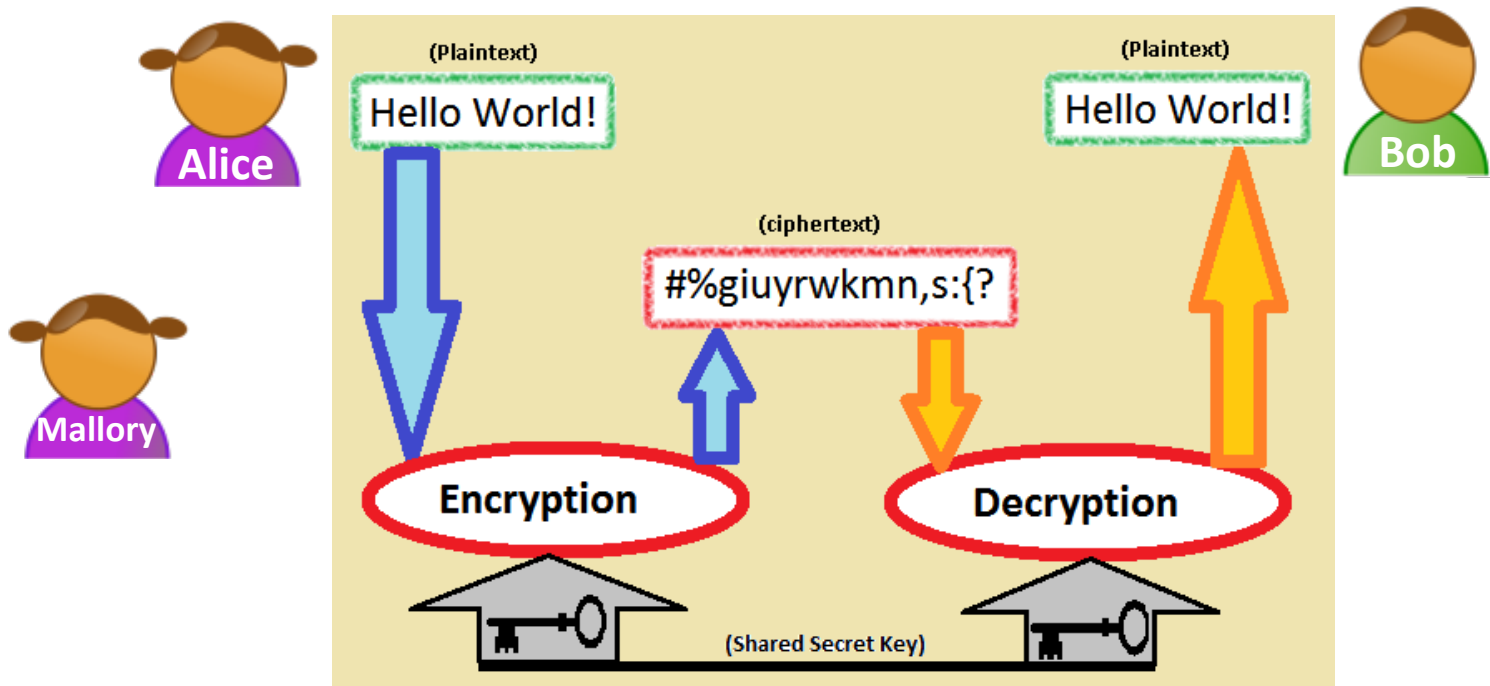 (Plaintext)
(Plaintext)
Hello World!
Hello World!
Alice
Bob
(ciphertext)
#%giuyrwkmn,s:{?
Mallory
Encryption
Decryption
(Shared Secret Key)